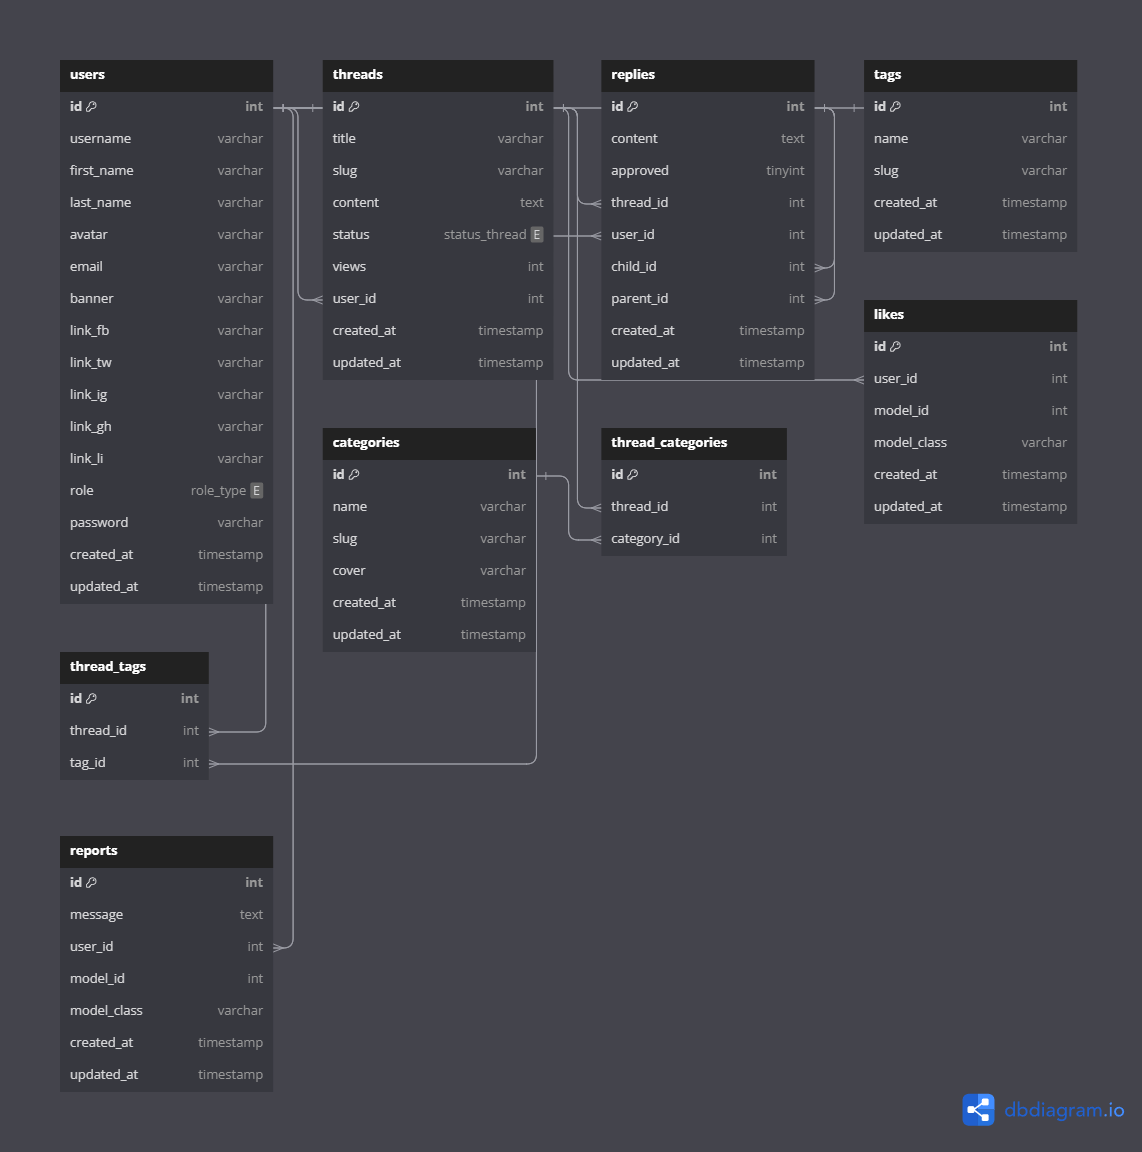 users
id int
username varchar
first_name varchar
last_name varchar
avatar varchar
email varchar
banner varchar
link_fb varchar
link_tw varchar
link_ig varchar
link_gh varchar
link_li varchar
role role_type E
password varchar
created_at timestamp
updated_at timestamp
threads
id int
title varchar
slug varchar
content text
status status_thread E
views int
user_id int
created_at timestamp
updated_at timestamp
replies
id int
content text
approved tinyint
thread_id int
user_id int
child_id int
parent_id int
created_at timestamp
updated_at timestamp
tags
id int
name varchar
slug varchar
created_at timestamp
updated_at timestamp
likes
id int
user_id int
model_id int
model_class varchar
created_at timestamp
updated_at timestamp
categories
id int
name varchar
slug varchar
cover varchar
created_at timestamp
updated_at timestamp
thread_categories
id int
thread_id int
category_id int
thread_tags
id int
thread_id int
tag_id int
reports
id int
message text
user_id int
model_id int
model_class varchar
created_at timestamp
updated_at timestamp
dbdiagram.io